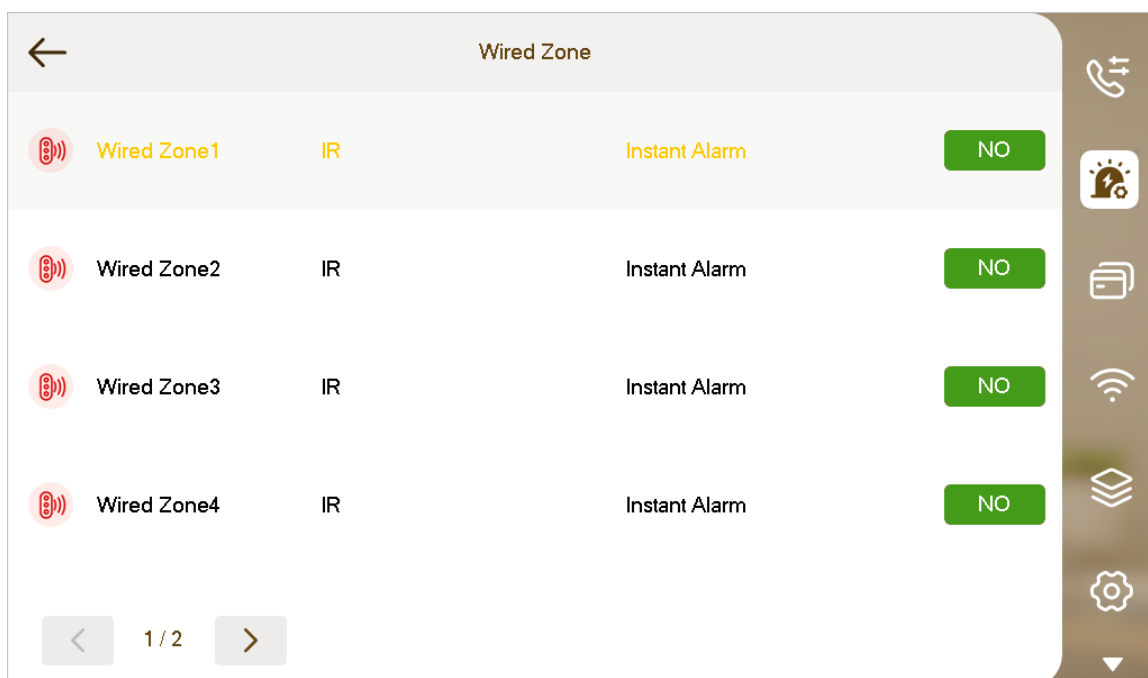 Wired Zone
Wired Zone1 IR Instant Alarm NO
Wired Zone2 IR Instant Alarm NO
Wired Zone3 IR Instant Alarm NO
Wired Zone4 IR Instant Alarm NO
1 / 2